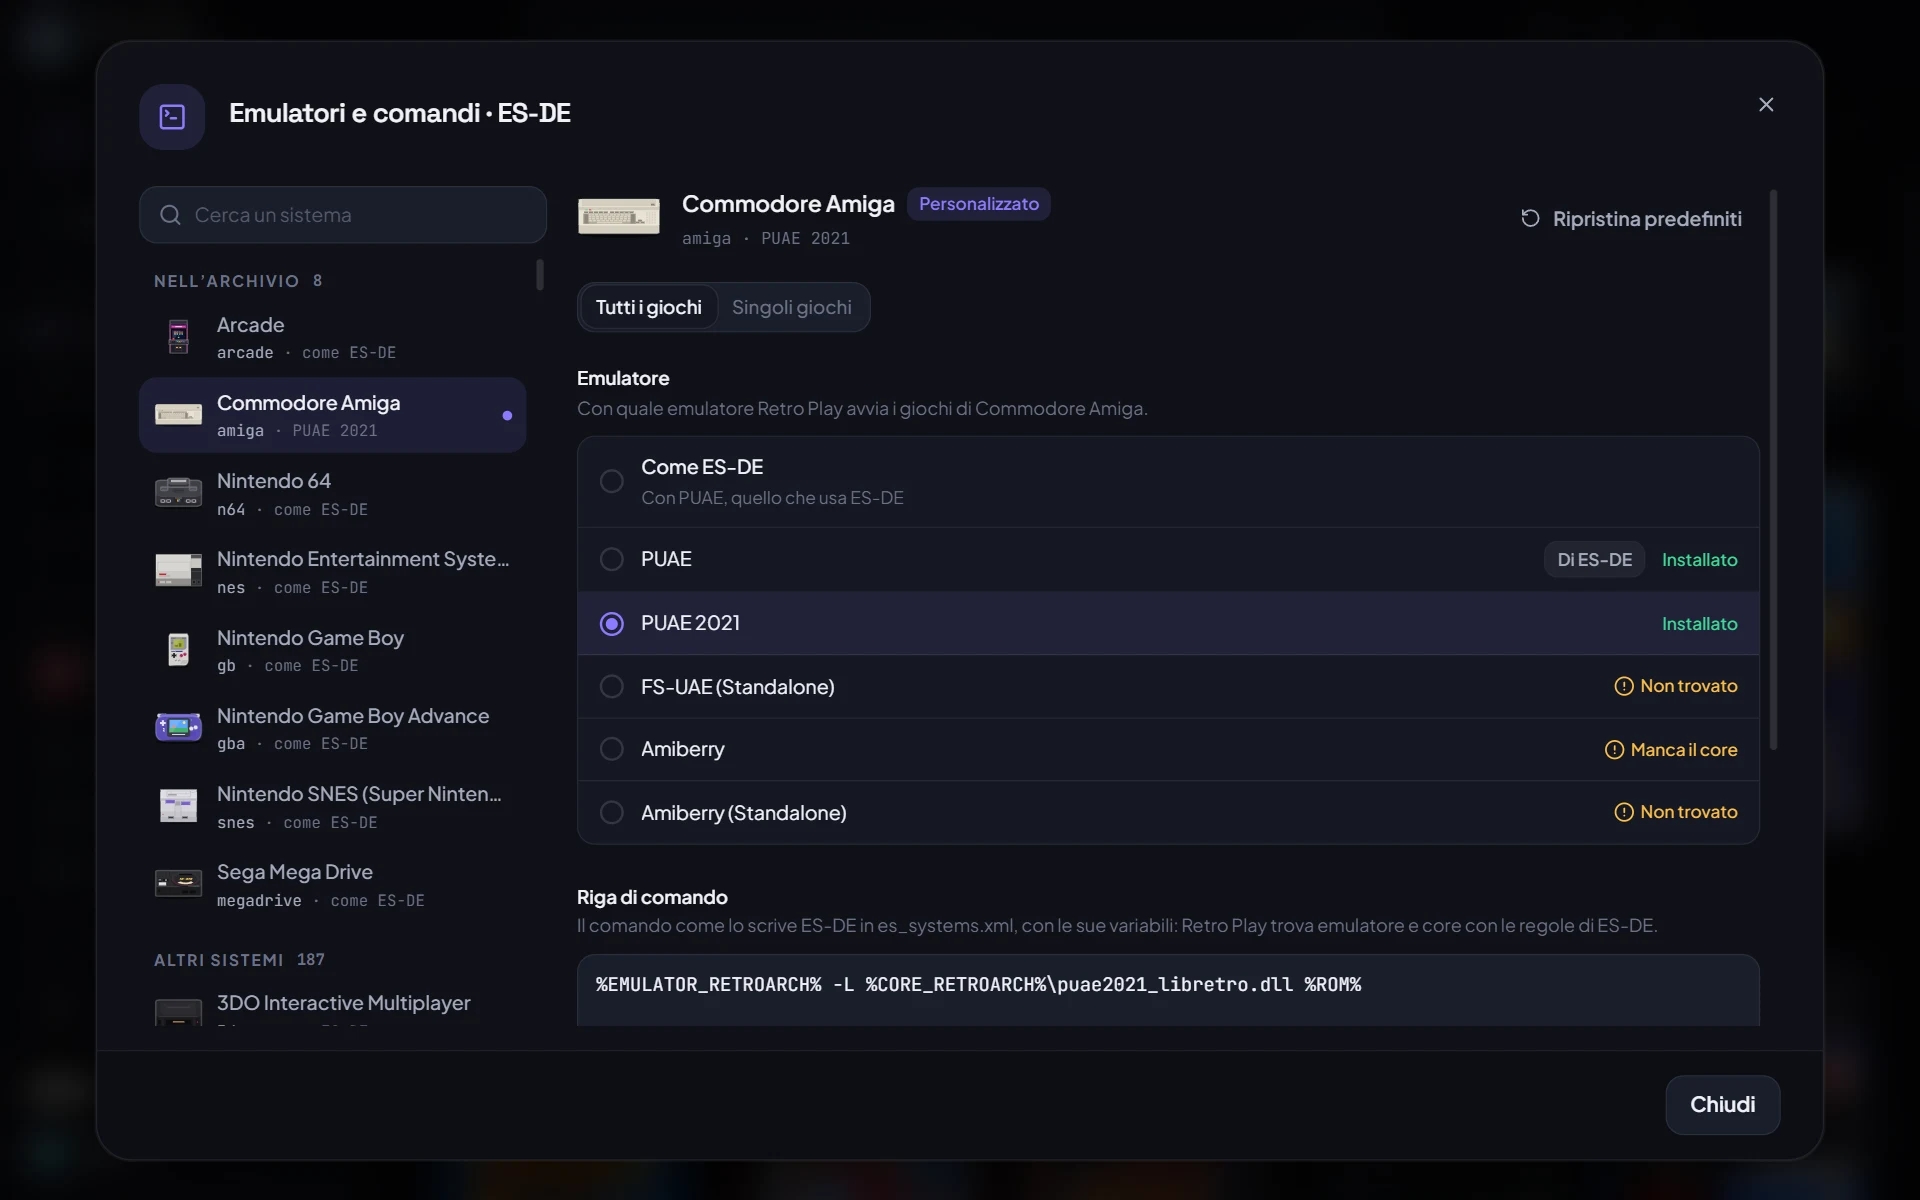 Emulatori e comandi · ES-DE
Cerca un sistema
NELL'ARCHIVIO 8
Arcade
arcade · come ES-DE
Commodore Amiga
amiga · PUAE 2021
Nintendo 64
n64 · come ES-DE
Nintendo Entertainment Syste...
nes · come ES-DE
Nintendo Game Boy
gb · come ES-DE
Nintendo Game Boy Advance
gba · come ES-DE
Nintendo SNES (Super Ninten...
snes · come ES-DE
Sega Mega Drive
megadrive · come ES-DE
ALTRI SISTEMI 187
3DO Interactive Multiplayer
Commodore Amiga Personalizzato
amiga · PUAE 2021
Ripristina predefiniti
Tutti i giochi Singoli giochi
Emulatore
Con quale emulatore Retro Play avvia i giochi di Commodore Amiga.
Come ES-DE
Con PUAE, quello che usa ES-DE
PUAE Di ES-DE Installato
PUAE 2021 Installato
FS-UAE (Standalone) Non trovato
Amiberry Manca il core
Amiberry (Standalone) Non trovato
Riga di comando
Il comando come lo scrive ES-DE in es_systems.xml, con le sue variabili: Retro Play trova emulatore e core con le regole di ES-DE.
%EMULATOR_RETROARCH% -L %CORE_RETROARCH%\puae2021_libretro.dll %ROM%
Chiudi